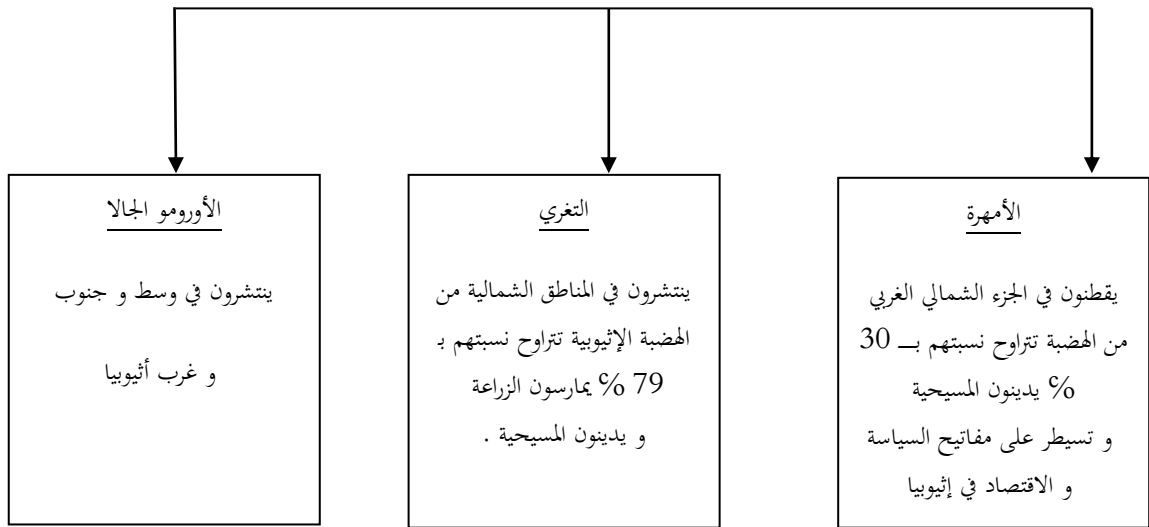 الأمهرة
يقطنون في الجزء الشمالي الغربي
من الهضبة تتراوح نسبتهم بـــ 30
% يدينون المسيحية
و تسيطر على مفاتيح السياسة
و الاقتصاد في إثيوبيا
التغري
ينتشرون في المناطق الشمالية من
الهضبة الإثيوبية تتراوح نسبتهم بـ
79 % يمارسون الزراعة
و يدينون المسيحية .
الأورومو الجالا
ينتشرون في وسط و جنوب
و غرب أثيوبيا